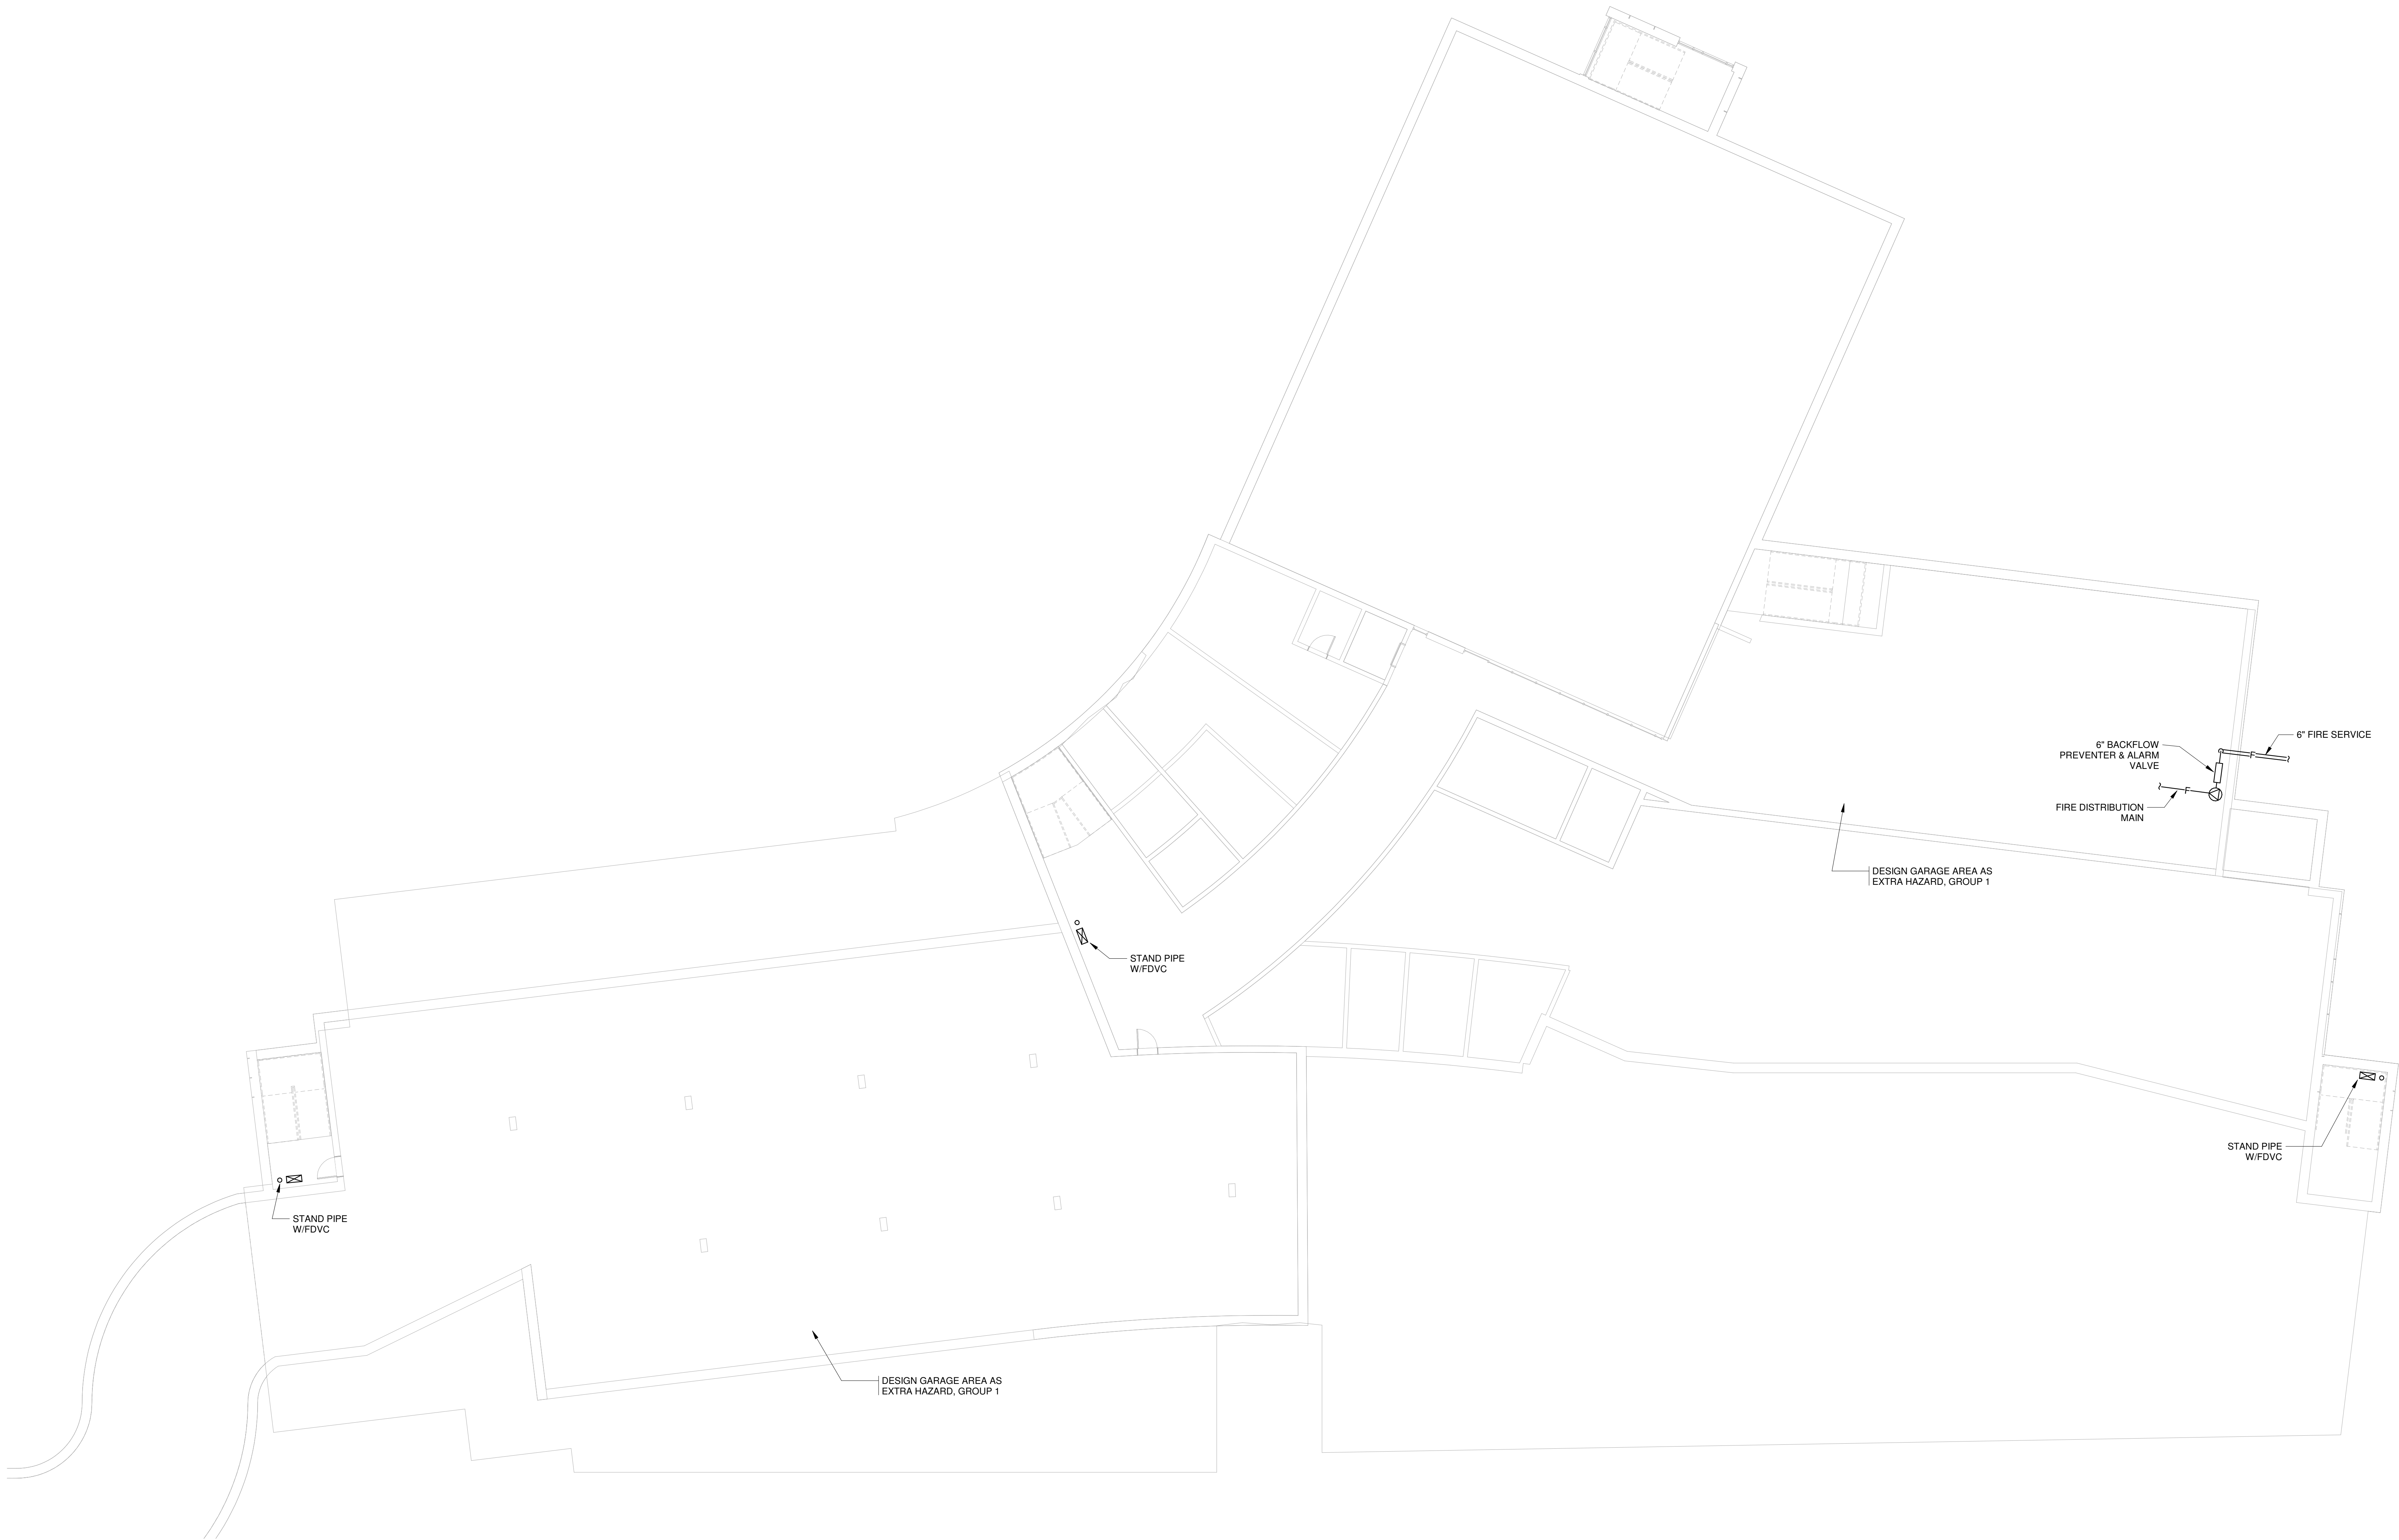 6" FIRE SERVICE
6" BACKFLOW
PREVENTER & ALARM
VALVE
F
F
FIRE DISTRIBUTION
MAIN
DESIGN GARAGE AREA AS
EXTRA HAZARD, GROUP 1
STAND PIPE
W/FDVC
STAND PIPE
W/FDVC
STAND PIPE
W/FDVC
DESIGN GARAGE AREA AS
EXTRA HAZARD, GROUP 1